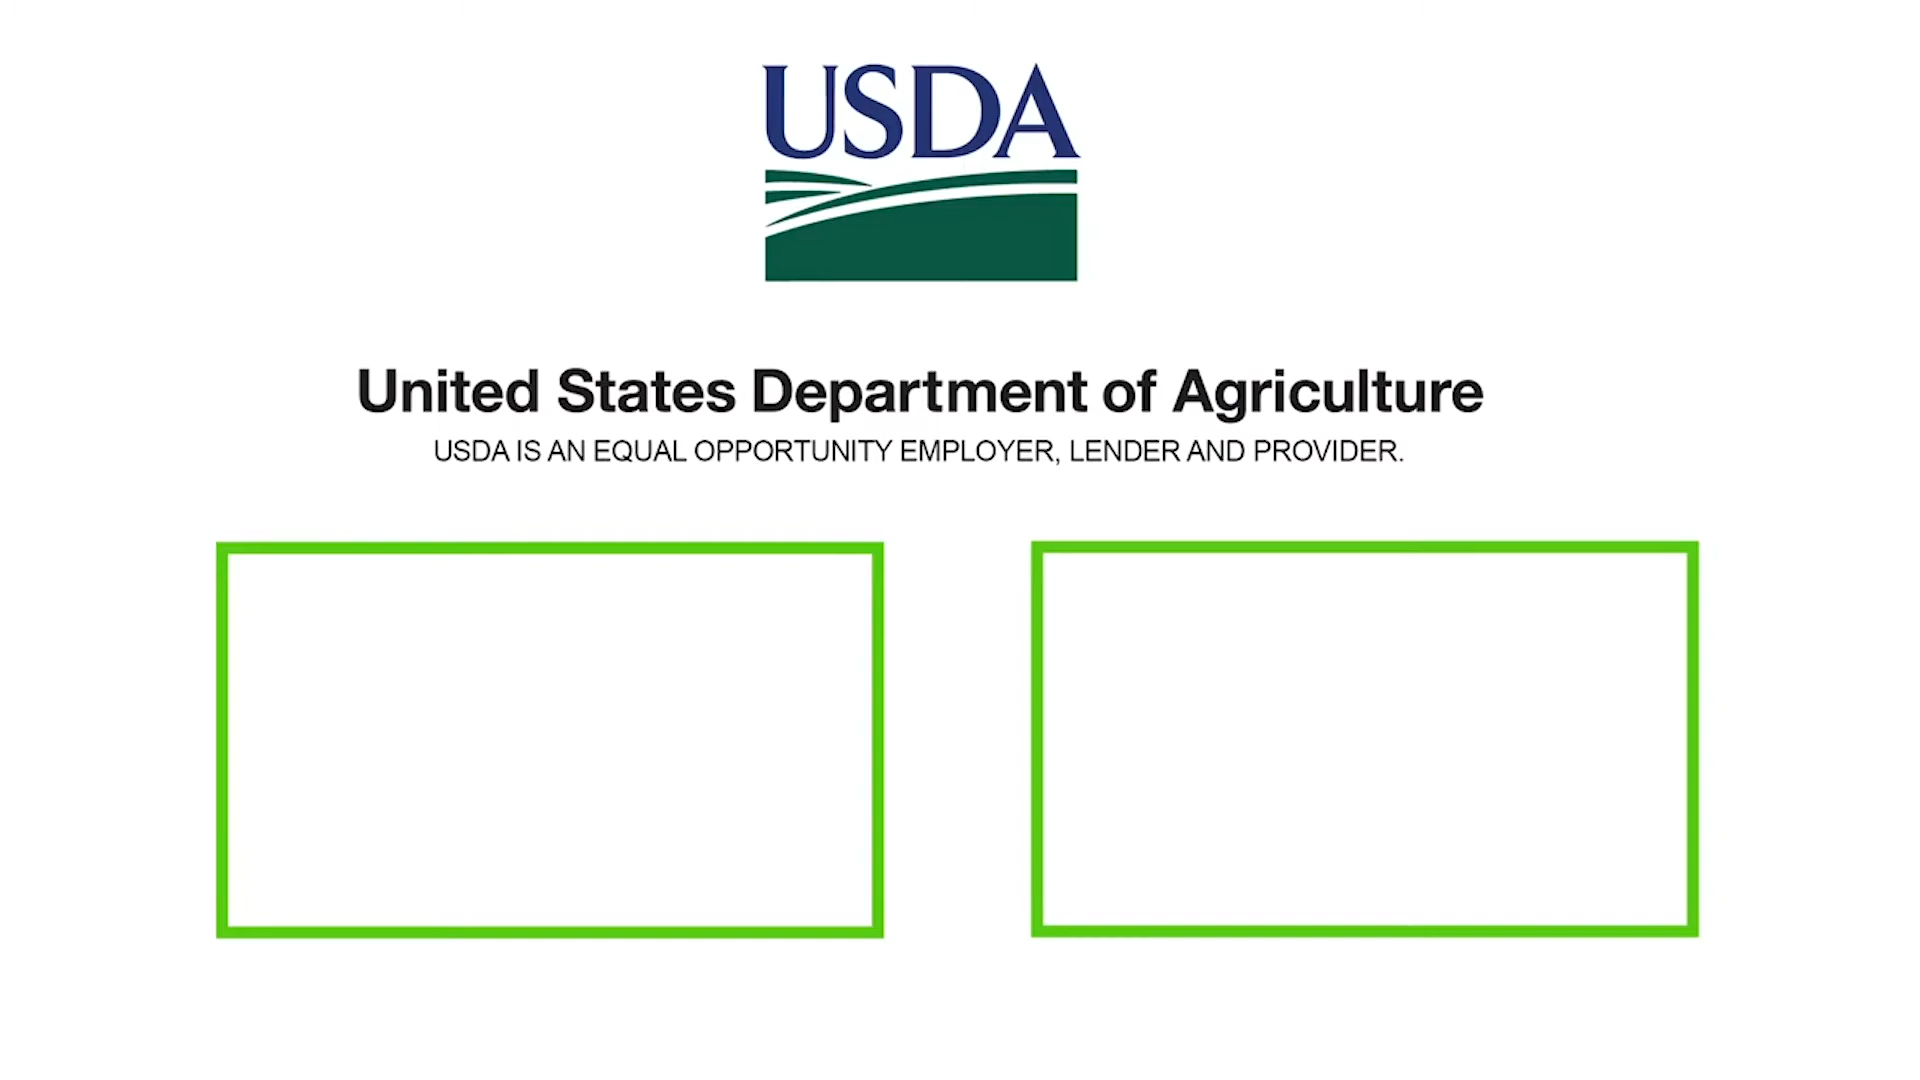 USDA
United States Department of Agriculture
USDA IS AN EQUAL OPPORTUNITY EMPLOYER, LENDER AND PROVIDER.